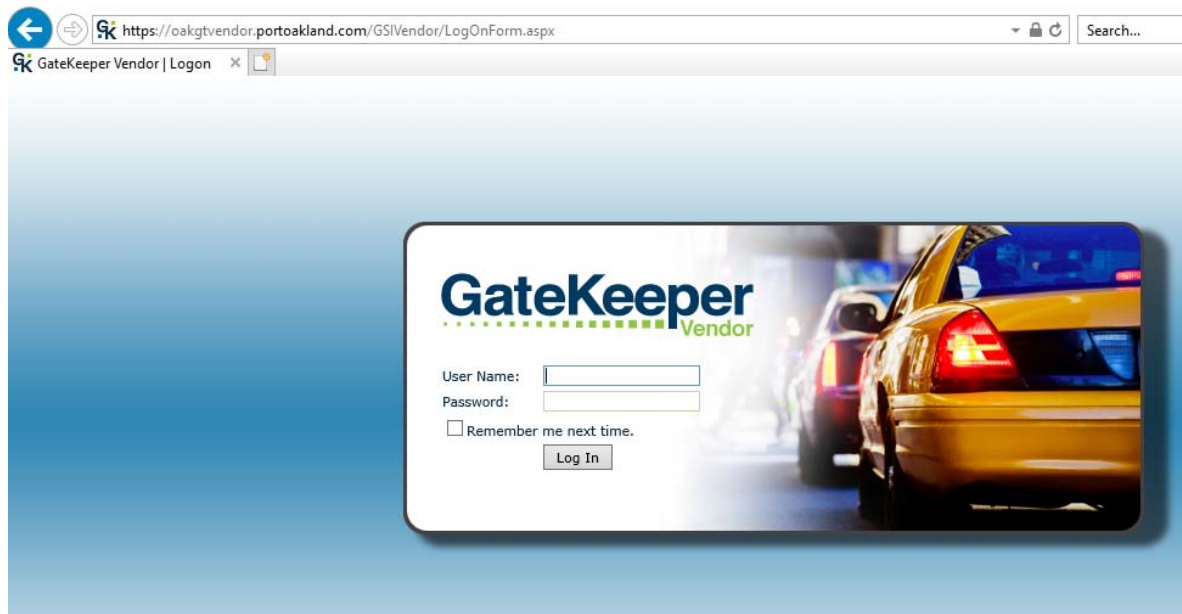 https://oakgtvendor.portoakland.com/GSIVendor/LogOnForm.aspx
Search...
GK GateKeeper Vendor | Logon
GateKeeper
Vendor
User Name:
Password:
Remember me next time.
Log In